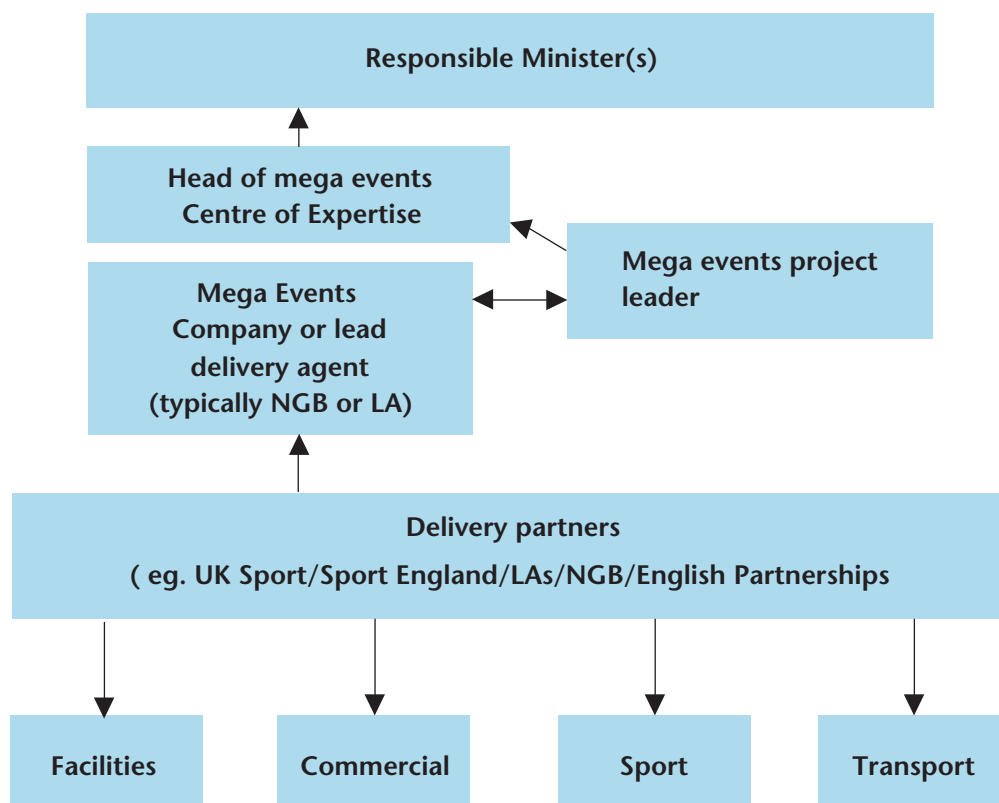 Responsible Minister(s)
Head of mega events
Centre of Expertise
Mega events project
leader
Mega Events
Company or lead
delivery agent
(typically NGB or LA)
Delivery partners
( eg. UK Sport/Sport England/LAs/NGB/English Partnerships
Facilities
Commercial
Sport
Transport